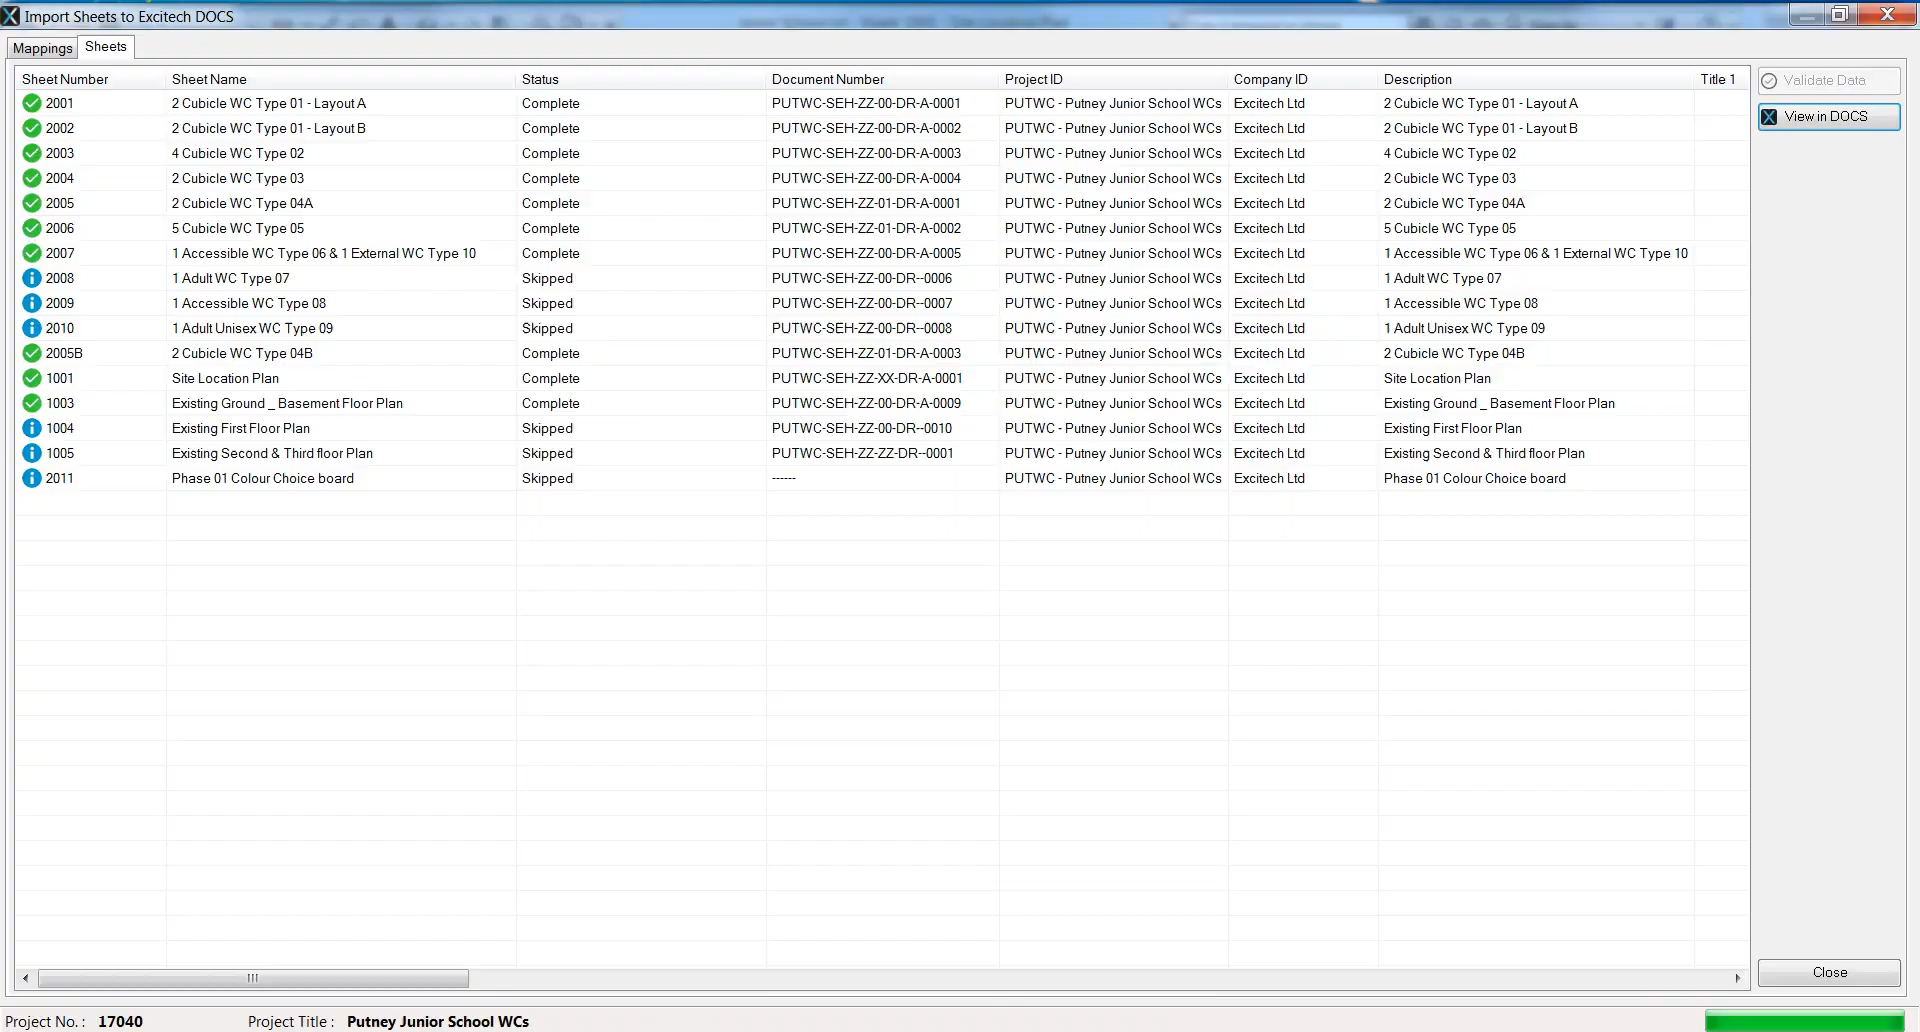 Import Sheets to Excitech DOCS
Mappings Sheets
Sheet Number Sheet Name Status Document Number Project ID Company ID Description Title 1
2001 2 Cubicle WC Type 01 - Layout A Complete PUTWC-SEH-ZZ-00-DR-A-0001 PUTWC - Putney Junior School WCs Excitech Ltd 2 Cubicle WC Type 01 - Layout A
2002 2 Cubicle WC Type 01 - Layout B Complete PUTWC-SEH-ZZ-00-DR-A-0002 PUTWC - Putney Junior School WCs Excitech Ltd 2 Cubicle WC Type 01 - Layout B
2003 4 Cubicle WC Type 02 Complete PUTWC-SEH-ZZ-00-DR-A-0003 PUTWC - Putney Junior School WCs Excitech Ltd 4 Cubicle WC Type 02
2004 2 Cubicle WC Type 03 Complete PUTWC-SEH-ZZ-00-DR-A-0004 PUTWC - Putney Junior School WCs Excitech Ltd 2 Cubicle WC Type 03
2005 2 Cubicle WC Type 04A Complete PUTWC-SEH-ZZ-01-DR-A-0001 PUTWC - Putney Junior School WCs Excitech Ltd 2 Cubicle WC Type 04A
2006 5 Cubicle WC Type 05 Complete PUTWC-SEH-ZZ-01-DR-A-0002 PUTWC - Putney Junior School WCs Excitech Ltd 5 Cubicle WC Type 05
2007 1 Accessible WC Type 06 & 1 External WC Type 10 Complete PUTWC-SEH-ZZ-00-DR-A-0005 PUTWC - Putney Junior School WCs Excitech Ltd 1 Accessible WC Type 06 & 1 External WC Type 10
2008 1 Adult WC Type 07 Skipped PUTWC-SEH-ZZ-00-DR--0006 PUTWC - Putney Junior School WCs Excitech Ltd 1 Adult WC Type 07
2009 1 Accessible WC Type 08 Skipped PUTWC-SEH-ZZ-00-DR--0007 PUTWC - Putney Junior School WCs Excitech Ltd 1 Accessible WC Type 08
2010 1 Adult Unisex WC Type 09 Skipped PUTWC-SEH-ZZ-00-DR--0008 PUTWC - Putney Junior School WCs Excitech Ltd 1 Adult Unisex WC Type 09
2005B 2 Cubicle WC Type 04B Complete PUTWC-SEH-ZZ-01-DR-A-0003 PUTWC - Putney Junior School WCs Excitech Ltd 2 Cubicle WC Type 04B
1001 Site Location Plan Complete PUTWC-SEH-ZZ-XX-DR-A-0001 PUTWC - Putney Junior School WCs Excitech Ltd Site Location Plan
1003 Existing Ground _ Basement Floor Plan Complete PUTWC-SEH-ZZ-00-DR-A-0009 PUTWC - Putney Junior School WCs Excitech Ltd Existing Ground _ Basement Floor Plan
1004 Existing First Floor Plan Skipped PUTWC-SEH-ZZ-00-DR--0010 PUTWC - Putney Junior School WCs Excitech Ltd Existing First Floor Plan
1005 Existing Second & Third floor Plan Skipped PUTWC-SEH-ZZ-ZZ-DR--0001 PUTWC - Putney Junior School WCs Excitech Ltd Existing Second & Third floor Plan
2011 Phase 01 Colour Choice board Skipped ------ PUTWC - Putney Junior School WCs Excitech Ltd Phase 01 Colour Choice board
Validate Data
View in DOCS
Close
Project No. : 17040 Project Title : Putney Junior School WCs